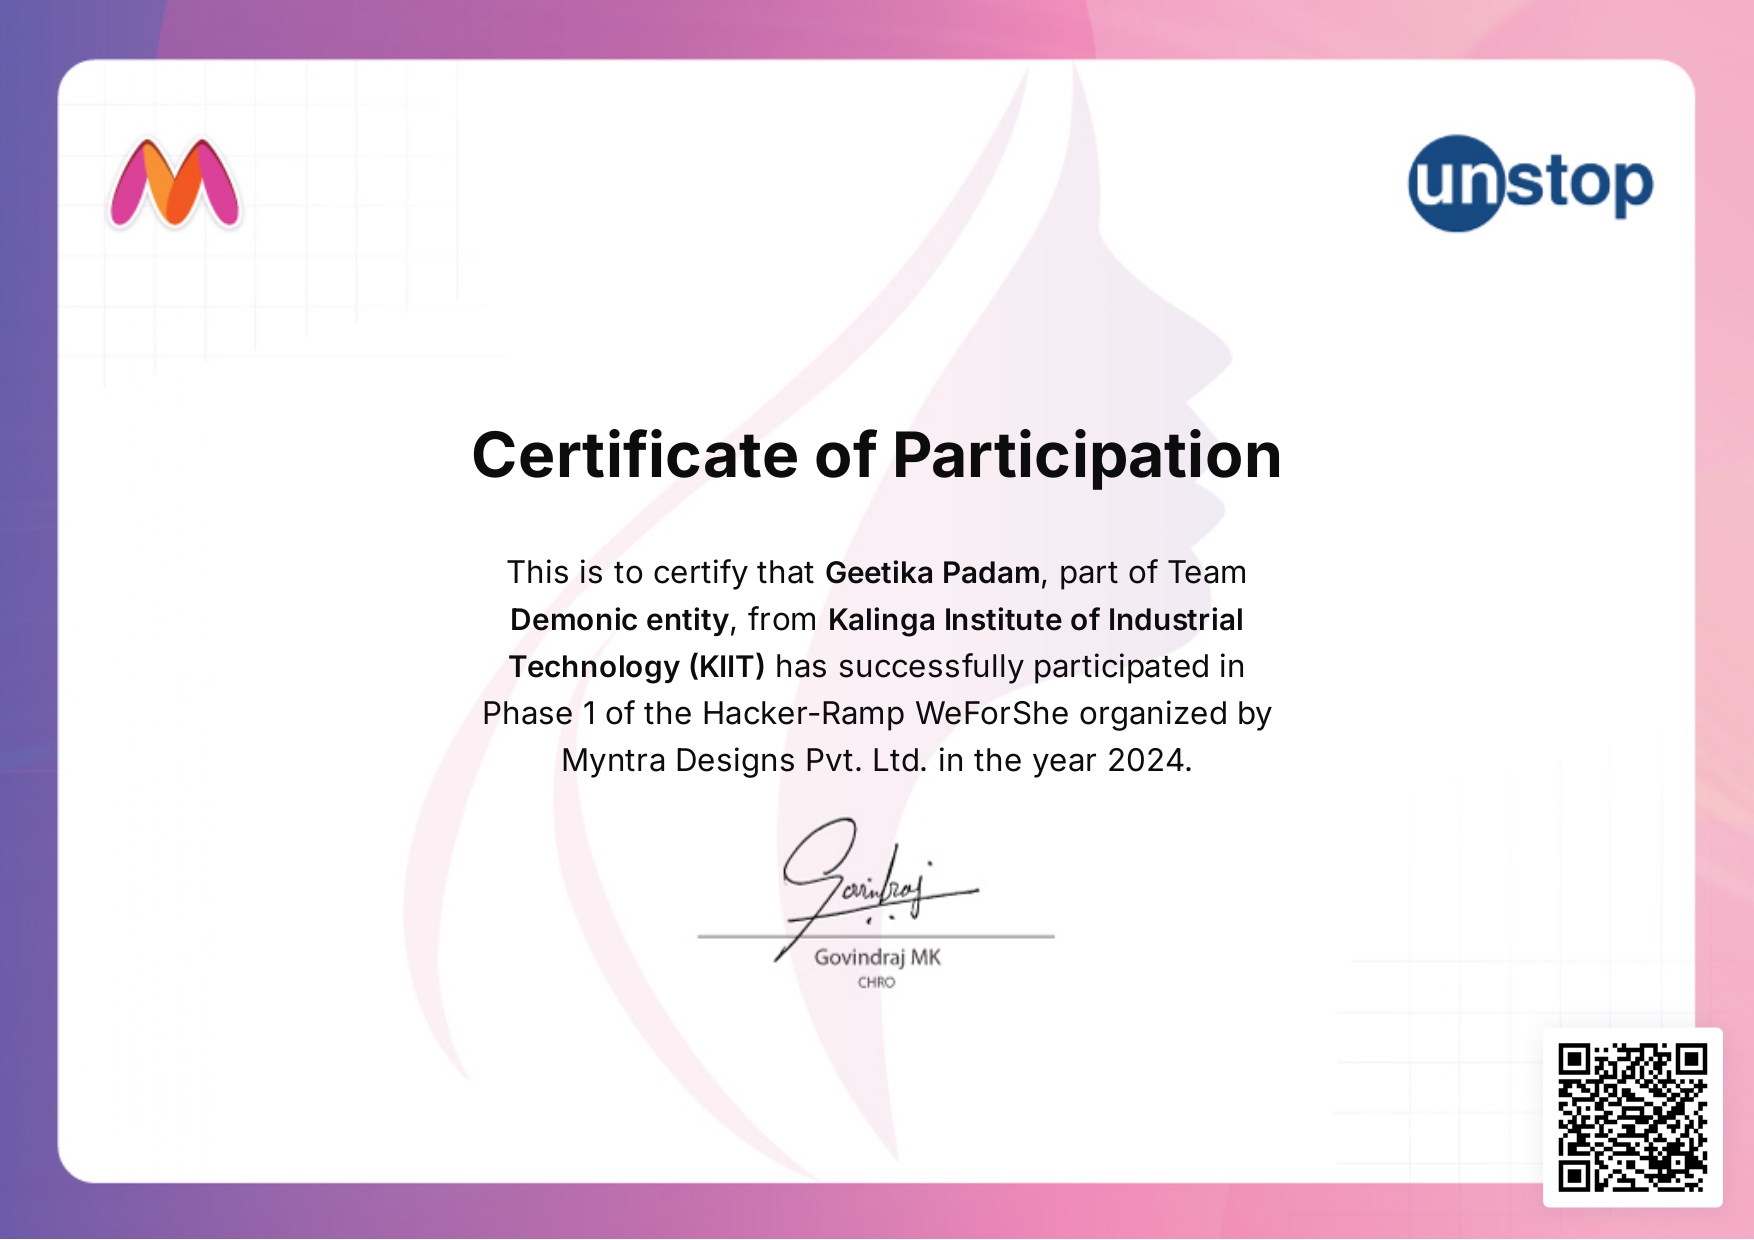 unstop
Certificate of Participation
This is to certify that Geetika Padam, part of Team
Demonic entity, from Kalinga Institute of Industrial
Technology (KIIT) has successfully participated in
Phase 1 of the Hacker-Ramp WeForShe organized by
Myntra Designs Pvt. Ltd. in the year 2024.
Govindraj
Govindraj MK
CHRO